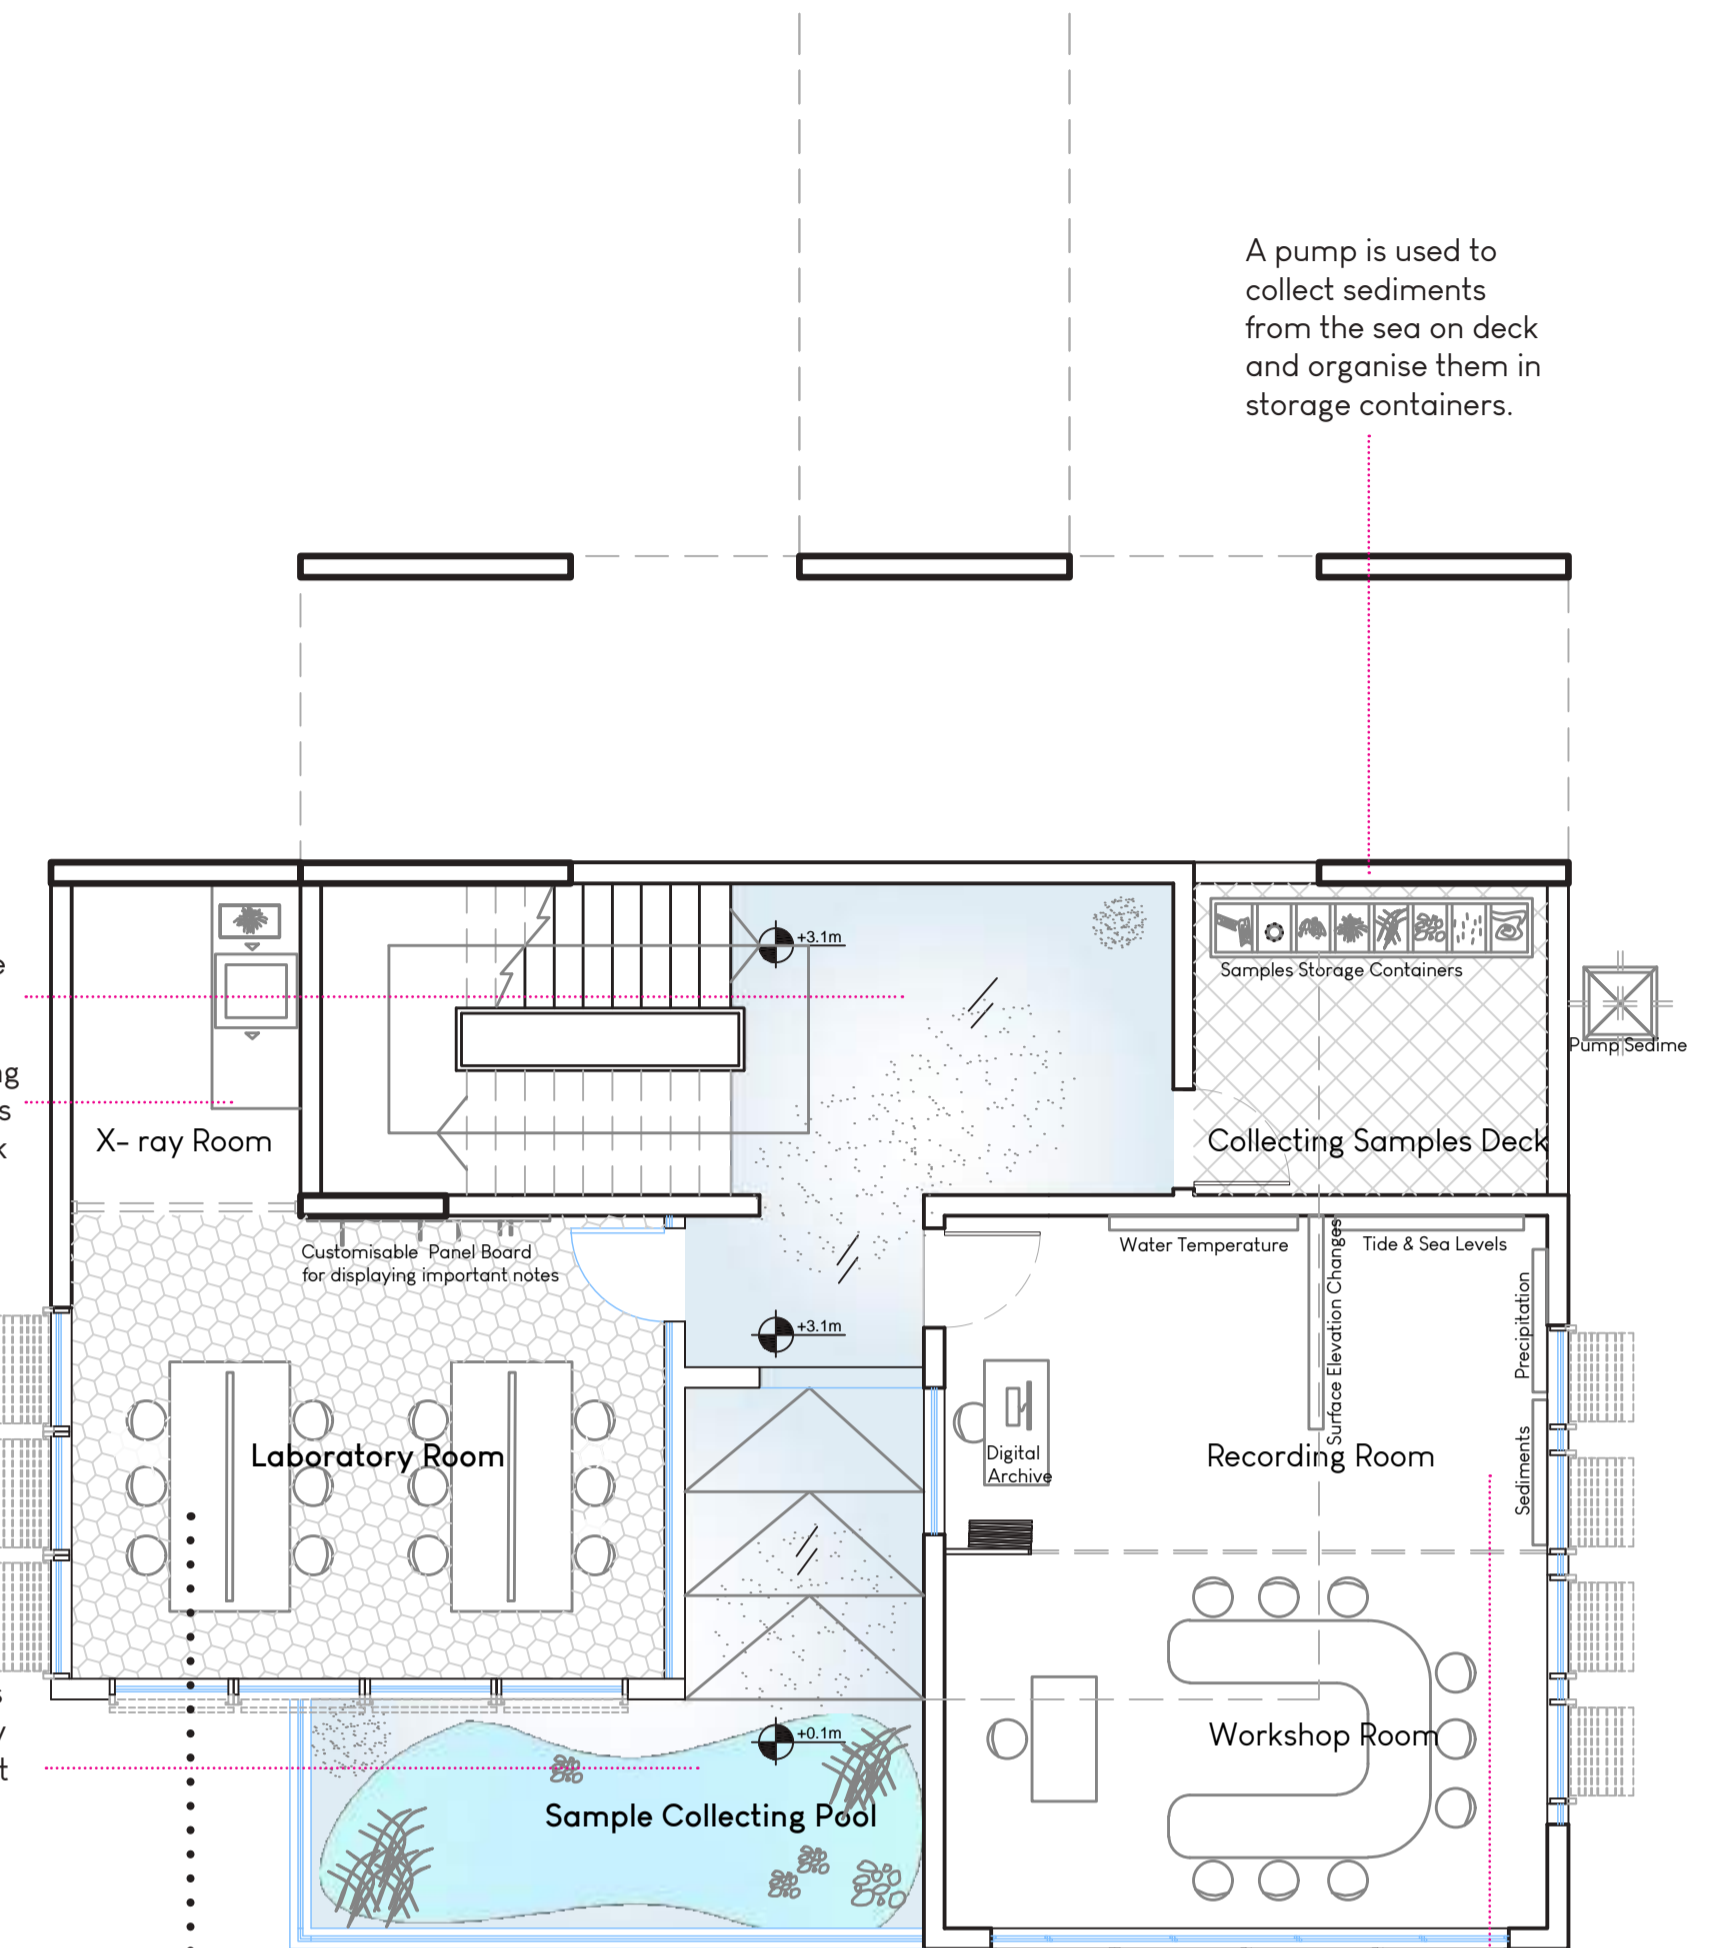 A pump is used to
collect sediments
from the sea on deck
and organise them in
storage containers.
+3.1m
Samples Storage Containers
Pump Sedime
X- ray Room
Collecting Samples Deck
Customisable Panel Board
for displaying important notes
Water Temperature
Tide & Sea Levels
Surface Elevation Changes
Precipitation
+3.1m
Digital
Archive
Laboratory Room
Recording Room
Sediments
+0.1m
Workshop Room
Sample Collecting Pool